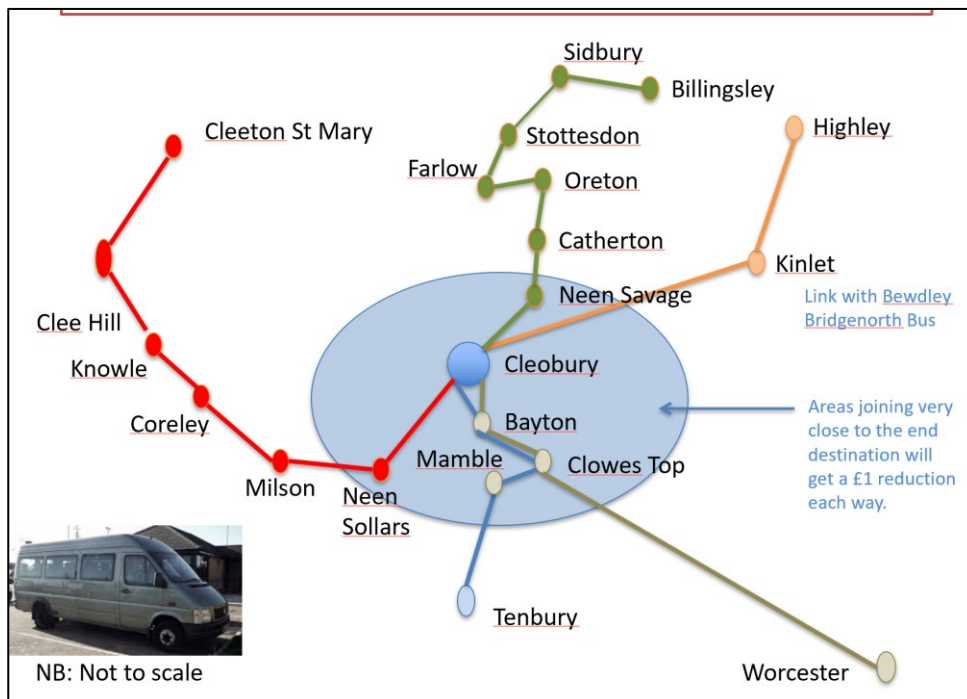 Sidbury
Billingsley
Cleeton St Mary
Highley
Stottesdon
Farlow
Oreton
Catherton
Kinlet
Neen Savage
Link with Bewdley
Bridgenorth Bus
Clee Hill
Knowle
Cleobury
Coreley
Bayton
Areas joining very
close to the end
destination will
get a £1 reduction
each way.
Mamble
Clowes Top
Milson
Neen
Sollars
Tenbury
NB: Not to scale
Worcester